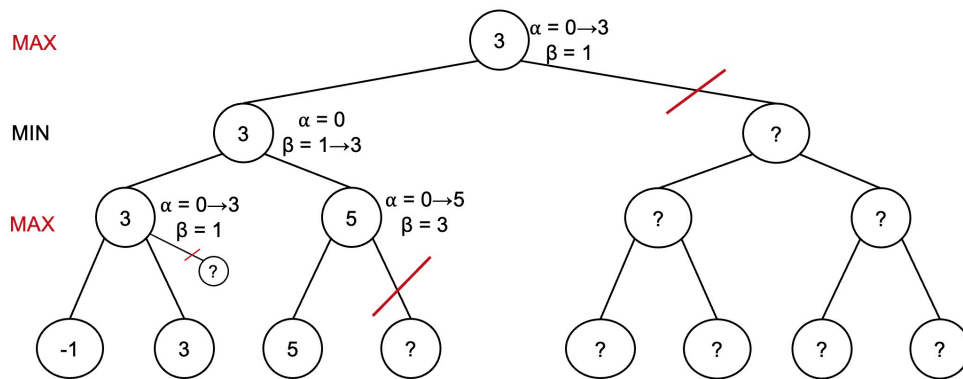 MAX
3
α = 0→3
β = 1
MIN
3
α = 0
β = 1→3
?
MAX
3
α = 0→3
β = 1
5
α = 0→5
β = 3
?
?
?
-1
3
5
?
?
?
?
?